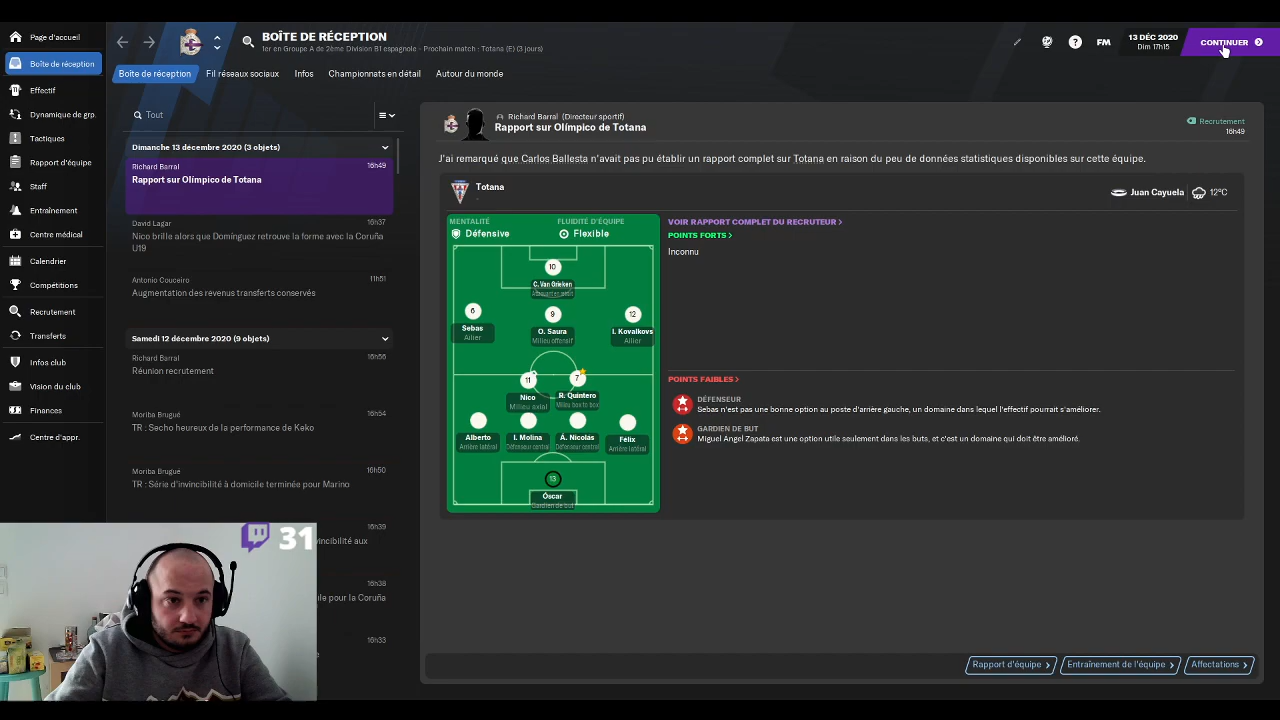 Page d'accueil
Boîte de réception
Effectif
Dynamique de grp.
Tactiques
Rapport d'équipe
Staff
Entraînement
Centre médical
Calendrier
Compétitions
Recrutement
Transferts
Infos club
Vision du club
Finances
Centre d'appr.
BOÎTE DE RÉCEPTION
1er en Groupe A de 2ème Division B1 espagnole - Prochain match : Totana (E) (3 jours)
FM
13 DÉC 2020
Dim 17h15
CONTINUER
Boîte de réception
Fil réseaux sociaux
Infos
Championnats en détail
Autour du monde
Tout
Dimanche 13 décembre 2020 (3 objets)
Richard Barral
16h49
Rapport sur Olímpico de Totana
David Lagar
16h37
Nico brille alors que Domínguez retrouve la forme avec la Coruña
U19
Antonio Couceiro
11h51
Augmentation des revenus transferts conservés
Samedi 12 décembre 2020 (9 objets)
Richard Barral
16h56
Réunion recrutement
Moriba Brugué
16h54
TR : Sacho heureux de la performance de Keko
Moriba Brugué
16h50
TR : Série d'invincibilité à domicile terminée pour Marino
16h39
16h38
pour la Coruña
16h33
31
Richard Barral (Directeur sportif)
Rapport sur Olímpico de Totana
Recrutement
16h49
J'ai remarqué que Carlos Ballesta n'avait pas pu établir un rapport complet sur Totana en raison du peu de données statistiques disponibles sur cette équipe.
Totana
-
Juan Cayuela
12°C
MENTALITÉ
Défensive
FLUIDITÉ D'ÉQUIPE
Flexible
10
C. Van Grieken
6
Sebas
Ailier
9
O. Saura
Milieu offensif
12
I. Kovalkovs
Ailier
11
Nico
Milieu axial
7
R. Quintero
Milieu box to box
Alberto
Arrière latéral
I. Molina
Défenseur central
Á. Nicolás
Défenseur central
Félix
Arrière latéral
13
Óscar
Gardien de but
VOIR RAPPORT COMPLET DU RECRUTEUR
POINTS FORTS
Inconnu
POINTS FAIBLES
DÉFENSEUR
Sebas n'est pas une bonne option au poste d'arrière gauche, un domaine dans lequel l'effectif pourrait s'améliorer.
GARDIEN DE BUT
Miguel Angel Zapata est une option utile seulement dans les buts, et c'est un domaine qui doit être amélioré.
Rapport d'équipe
Entraînement de l'équipe
Affectations